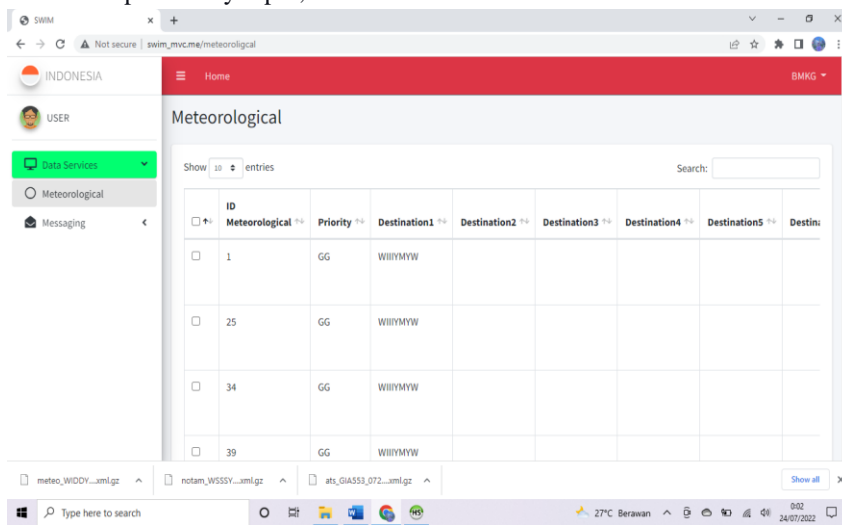 SWIM
Not secure | swim_mvc.me/meteoroligcal
INDONESIA
Home
BMKG
USER
Meteorological
Data Services
Show 10 entries
Search:
Meteorological
Messaging
ID
Meteorological
Priority
Destination1
Destination2
Destination3
Destination4
Destination5
Destina
1 GG WIIIYMYW
25 GG WIIIYMYW
34 GG WIIIYMYW
39 GG WIIIYMYW
meteo_WIDDY....xml.gz
notam_WSSSY....xml.gz
ats_GIA553_072...xml.gz
Show all
Type here to search
27°C Berawan
0:02
24/07/2022